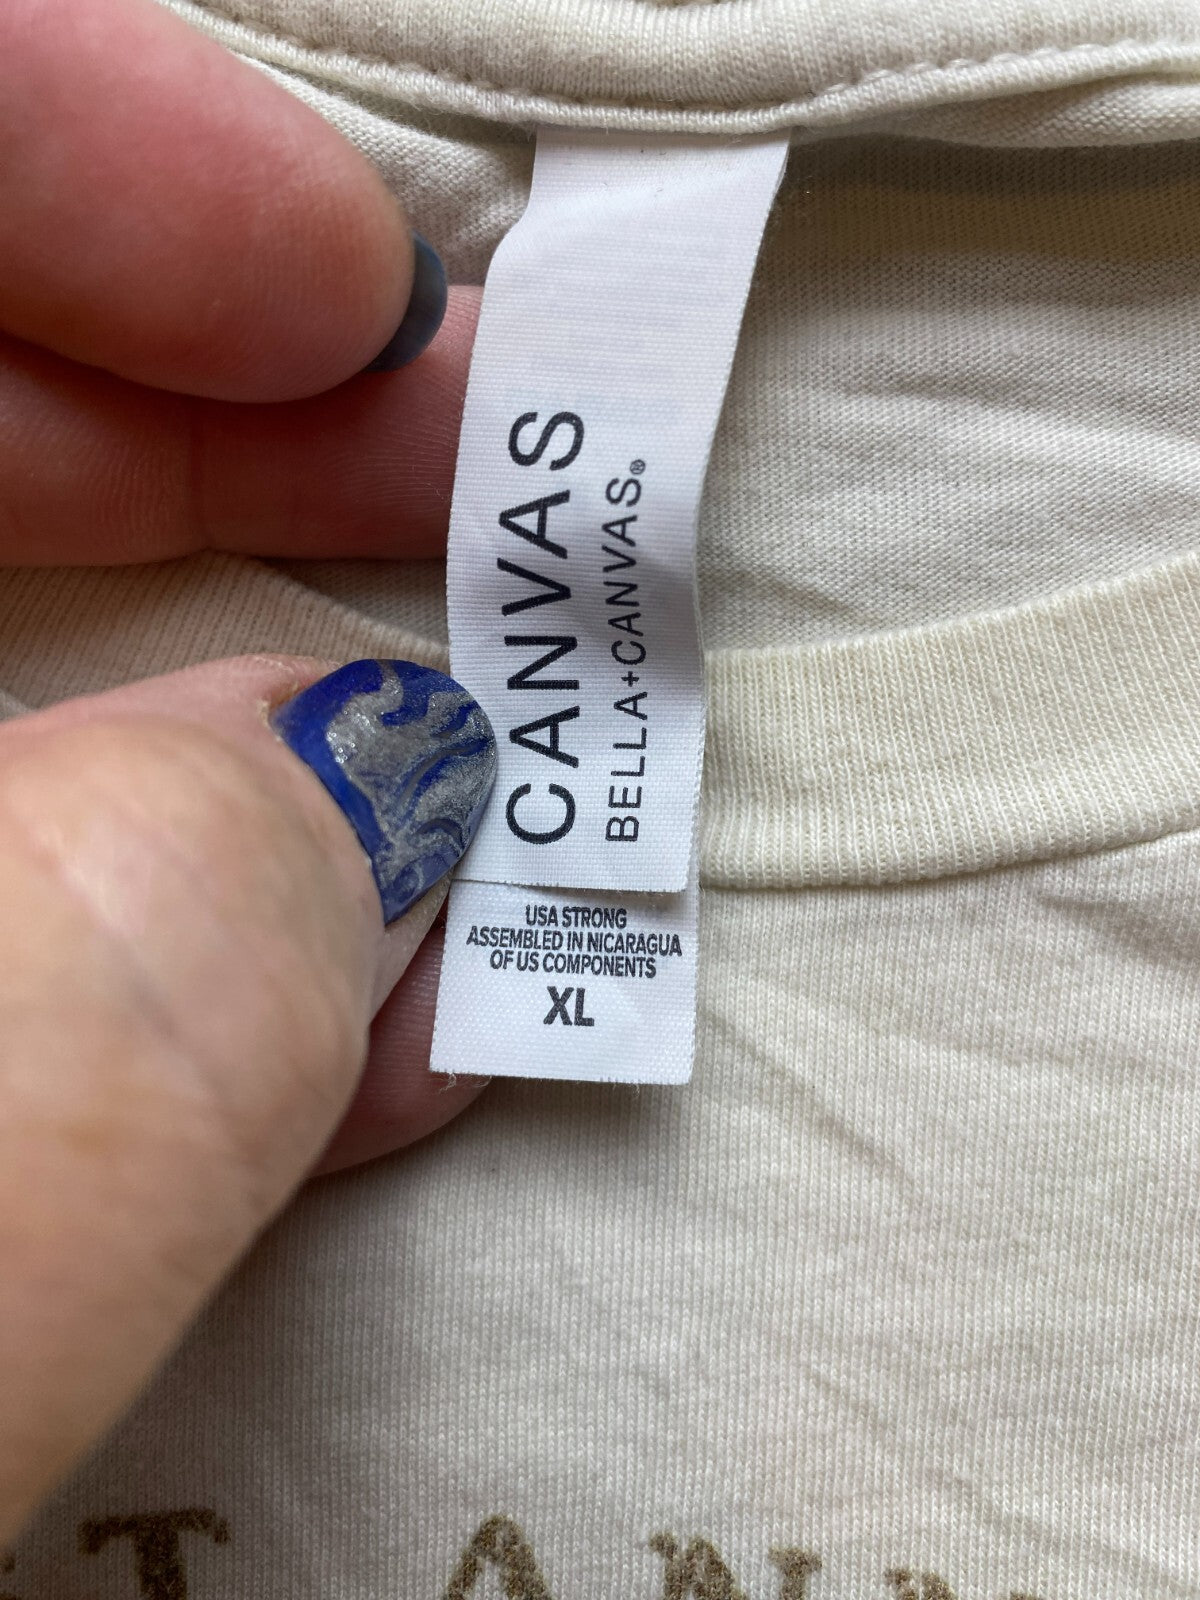 CANVAS
BELLA+CANVAS®
USA STRONG
ASSEMBLED IN NICARAGUA
OF US COMPONENTS
XL